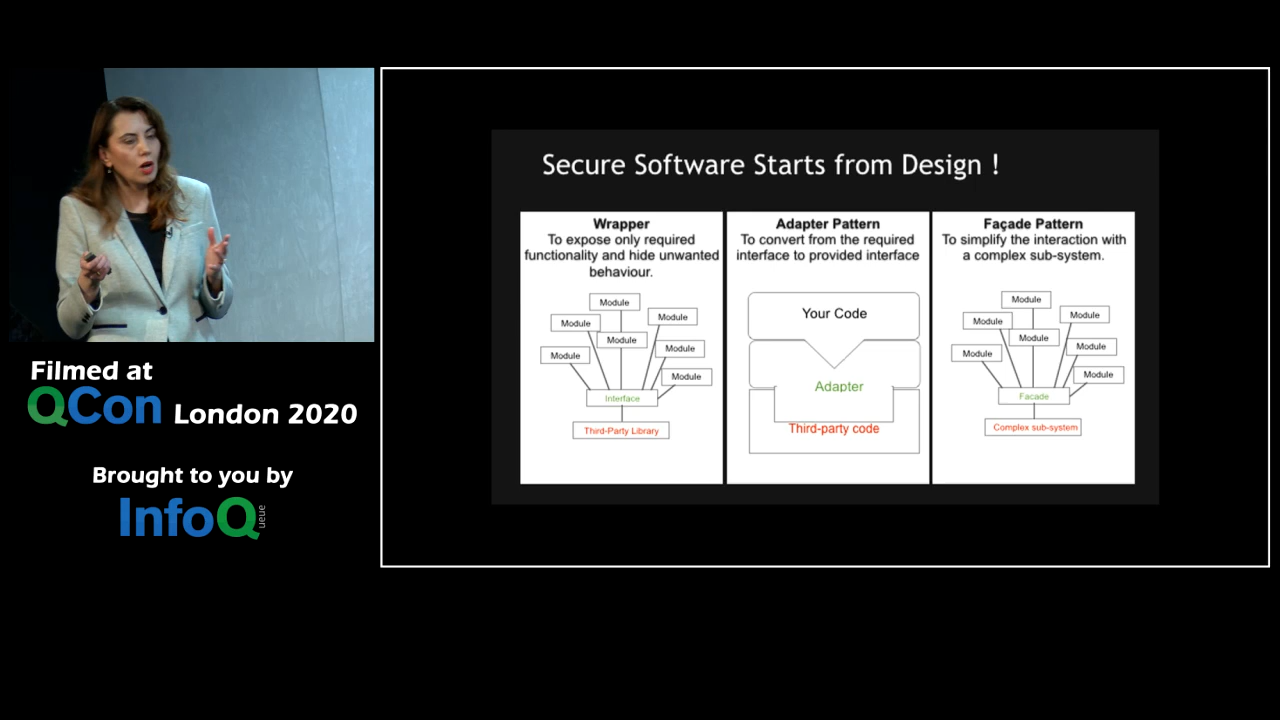 Secure Software Starts from Design !
Wrapper
To expose only required
functionality and hide unwanted
behaviour.
Module
Module
Module
Module
Module
Module
Module
Interface
Third-Party Library
Adapter Pattern
To convert from the required
interface to provided interface
Your Code
Adapter
Third-party code
Façade Pattern
To simplify the interaction with
a complex sub-system.
Module
Module
Module
Module
Module
Module
Module
Facade
Complex sub-system
Filmed at
QCon London 2020
Brought to you by
InfoQ
ueue